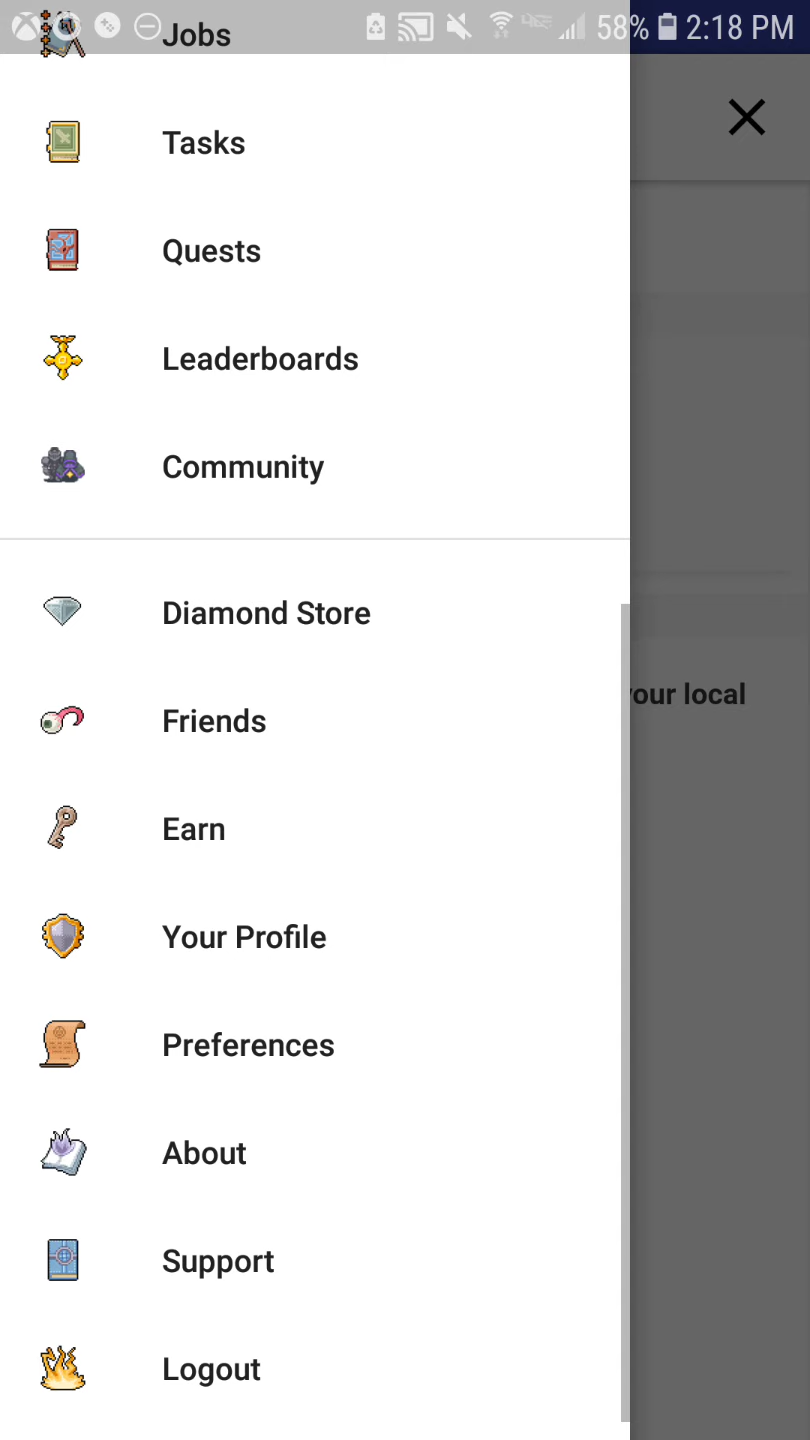 Jobs
58% 2:18 PM
Tasks
Quests
Leaderboards
Community
Diamond Store
Friends
your local
Earn
Your Profile
Preferences
About
Support
Logout